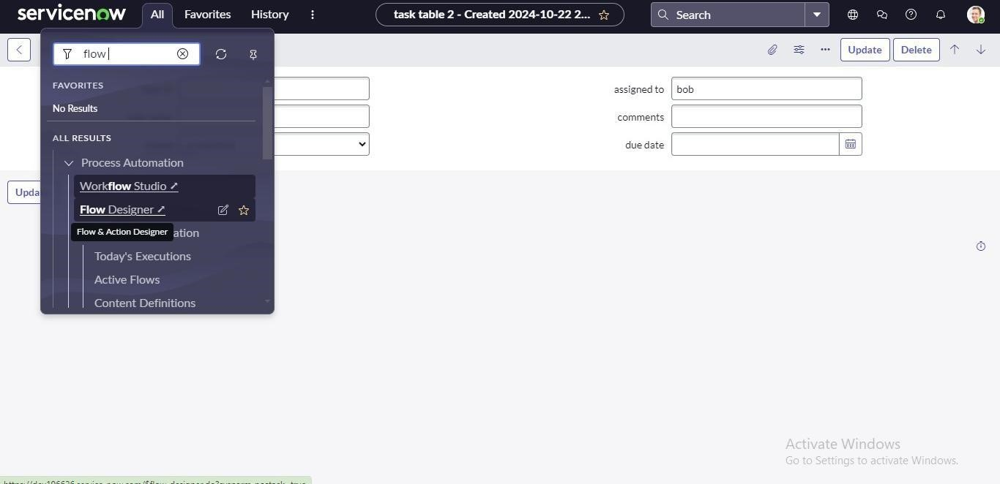 servicenow
All
Favorites
History
task table 2 - Created 2024-10-22 2...
Search
flow
Update
Delete
FAVORITES
No Results
ALL RESULTS
Process Automation
Workflow Studio
Flow Designer
Flow & Action Designer
ation
Today's Executions
Active Flows
Content Definitions
assigned to
bob
comments
due date
Upda
Activate Windows
Go to Settings to activate Windows.